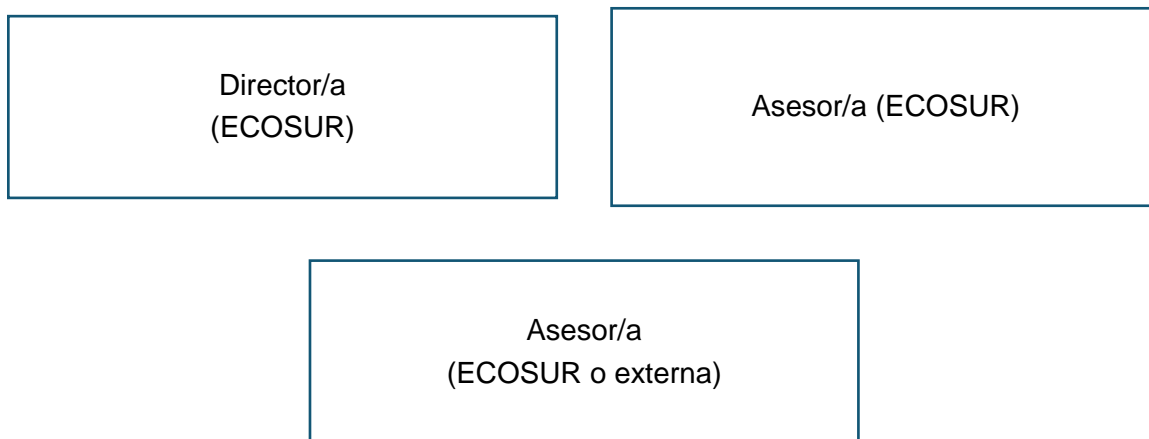 Director/a
(ECOSUR)
Asesor/a (ECOSUR)
Asesor/a
(ECOSUR o externa)